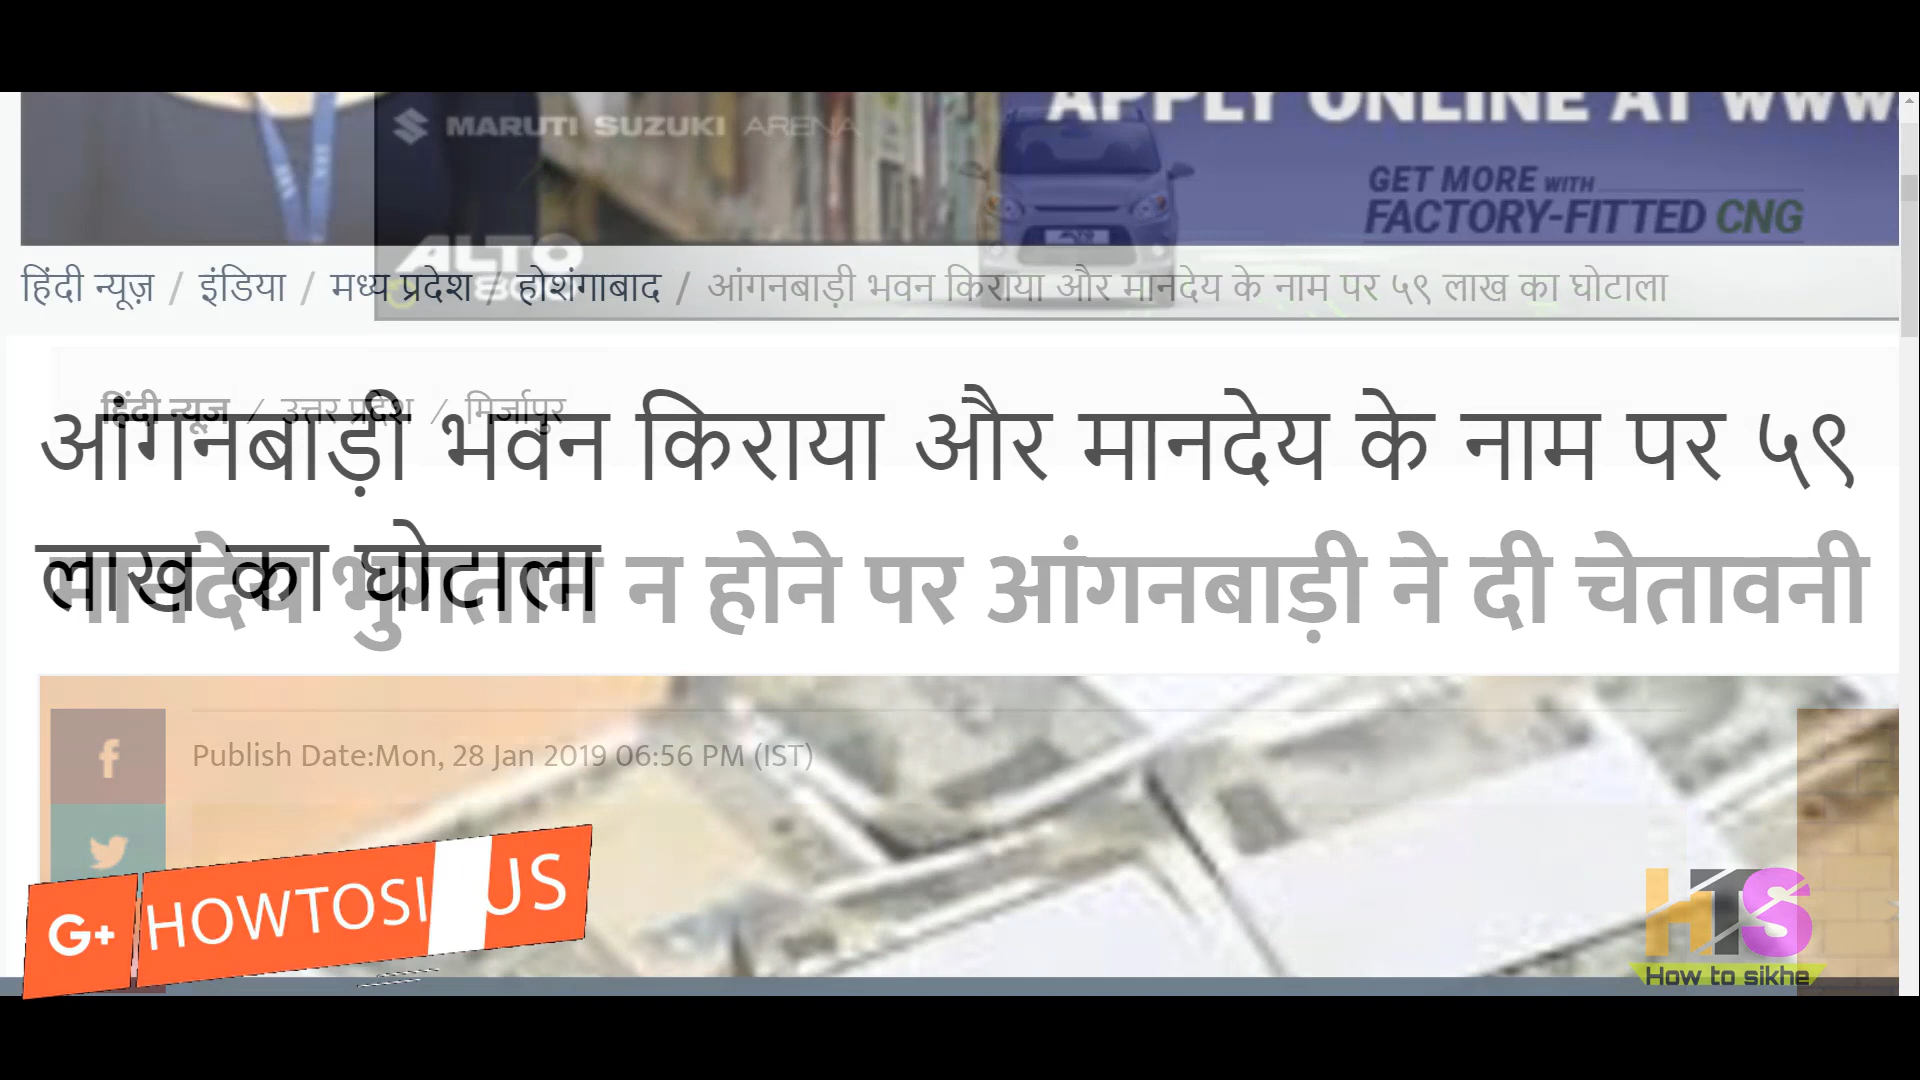 APPLY ONLINE AT WWW
MARUTI SUZUKI ARENA
GET MORE WITH
FACTORY-FITTED CNG
ALTO
800
हिंदी न्यूज़ / इंडिया / मध्य प्रदेश / होशंगाबाद / आंगनबाड़ी भवन किराया और मानदेय के नाम पर ५९ लाख का घोटाला
हिंदी न्यूज़ / उत्तर प्रदेश / मिर्जापुर
आंगनबाड़ी भवन किराया और मानदेय के नाम पर ५९
लाख का घोटाला
मानदेय भुगतान न होने पर आंगनबाड़ी ने दी चेतावनी
Publish Date:Mon, 28 Jan 2019 06:56 PM (IST)
G+ HOWTOSI US
HTS
How to sikhe